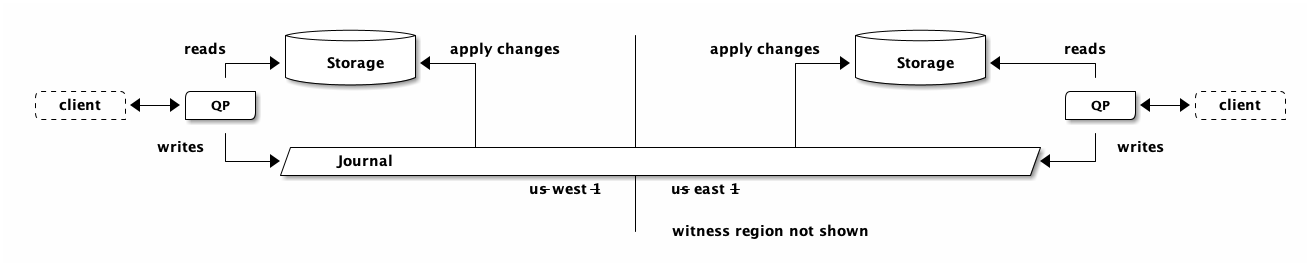 reads
Storage
apply changes
apply changes
Storage
reads
client
QP
QP
client
writes
Journal
writes
us-west-1
us-east-1
witness region not shown